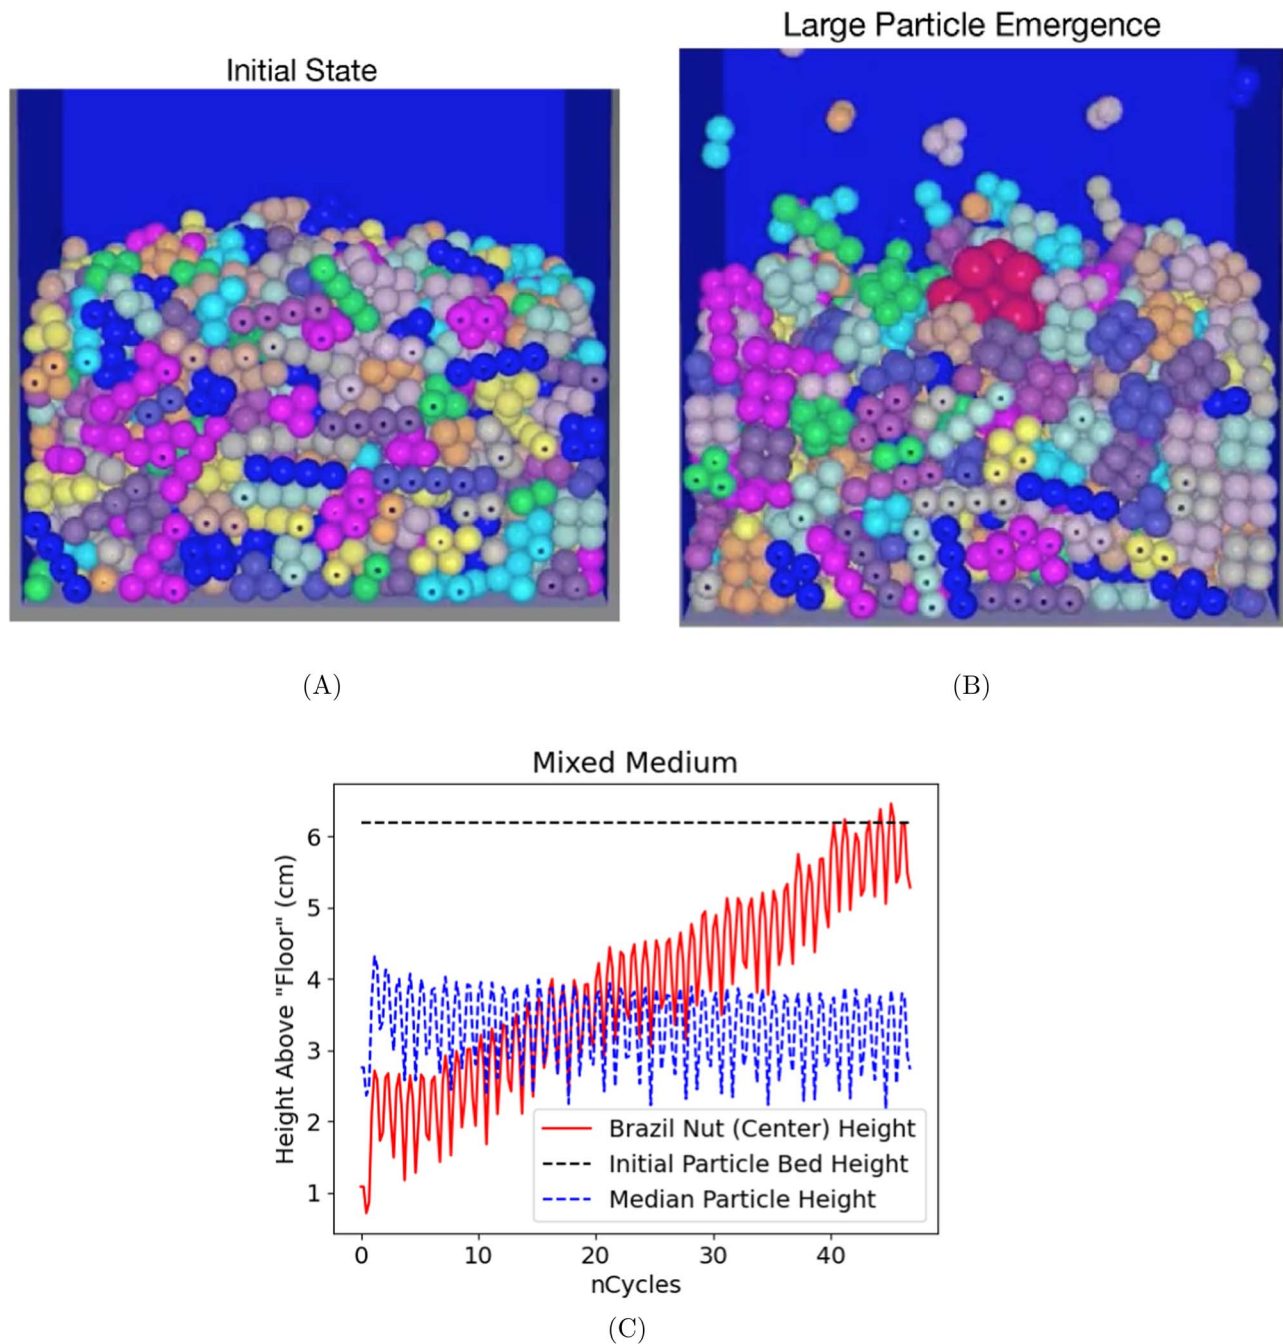 Initial State
Large Particle Emergence
(A)
(B)
Mixed Medium
Height Above "Floor" (cm)
6
5
4
3
2
1
Brazil Nut (Center) Height
Initial Particle Bed Height
Median Particle Height
0 10 20 30 40
nCycles
(C)